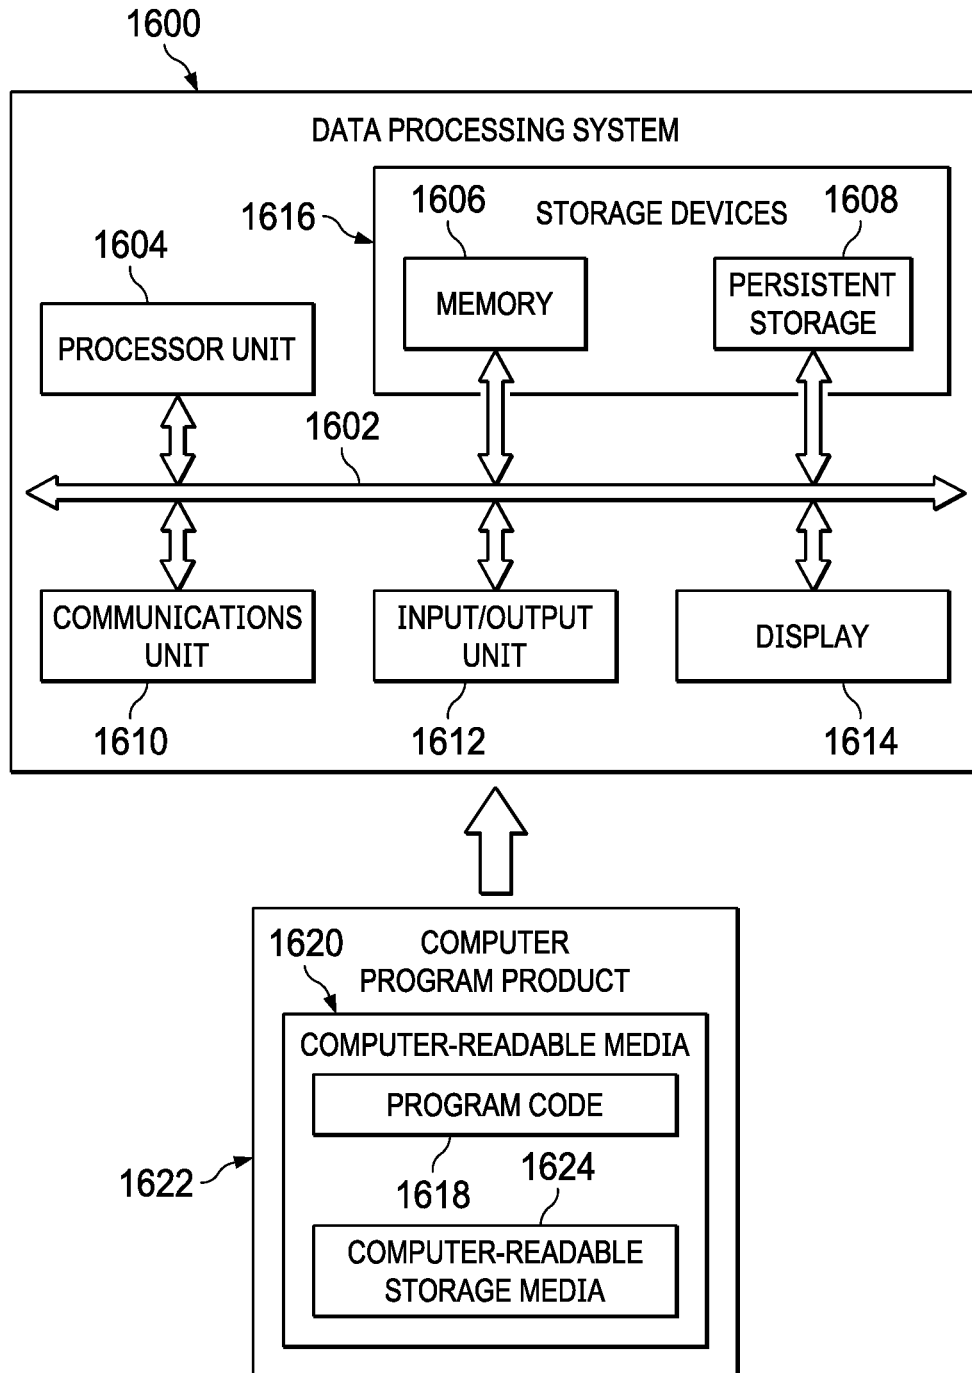 1600
DATA PROCESSING SYSTEM
1616
1606
STORAGE DEVICES
1608
1604
MEMORY
PERSISTENT
STORAGE
PROCESSOR UNIT
1602
COMMUNICATIONS
UNIT
INPUT/OUTPUT
UNIT
DISPLAY
1610
1612
1614
1620
COMPUTER
PROGRAM PRODUCT
COMPUTER-READABLE MEDIA
PROGRAM CODE
1622
1618
1624
COMPUTER-READABLE
STORAGE MEDIA